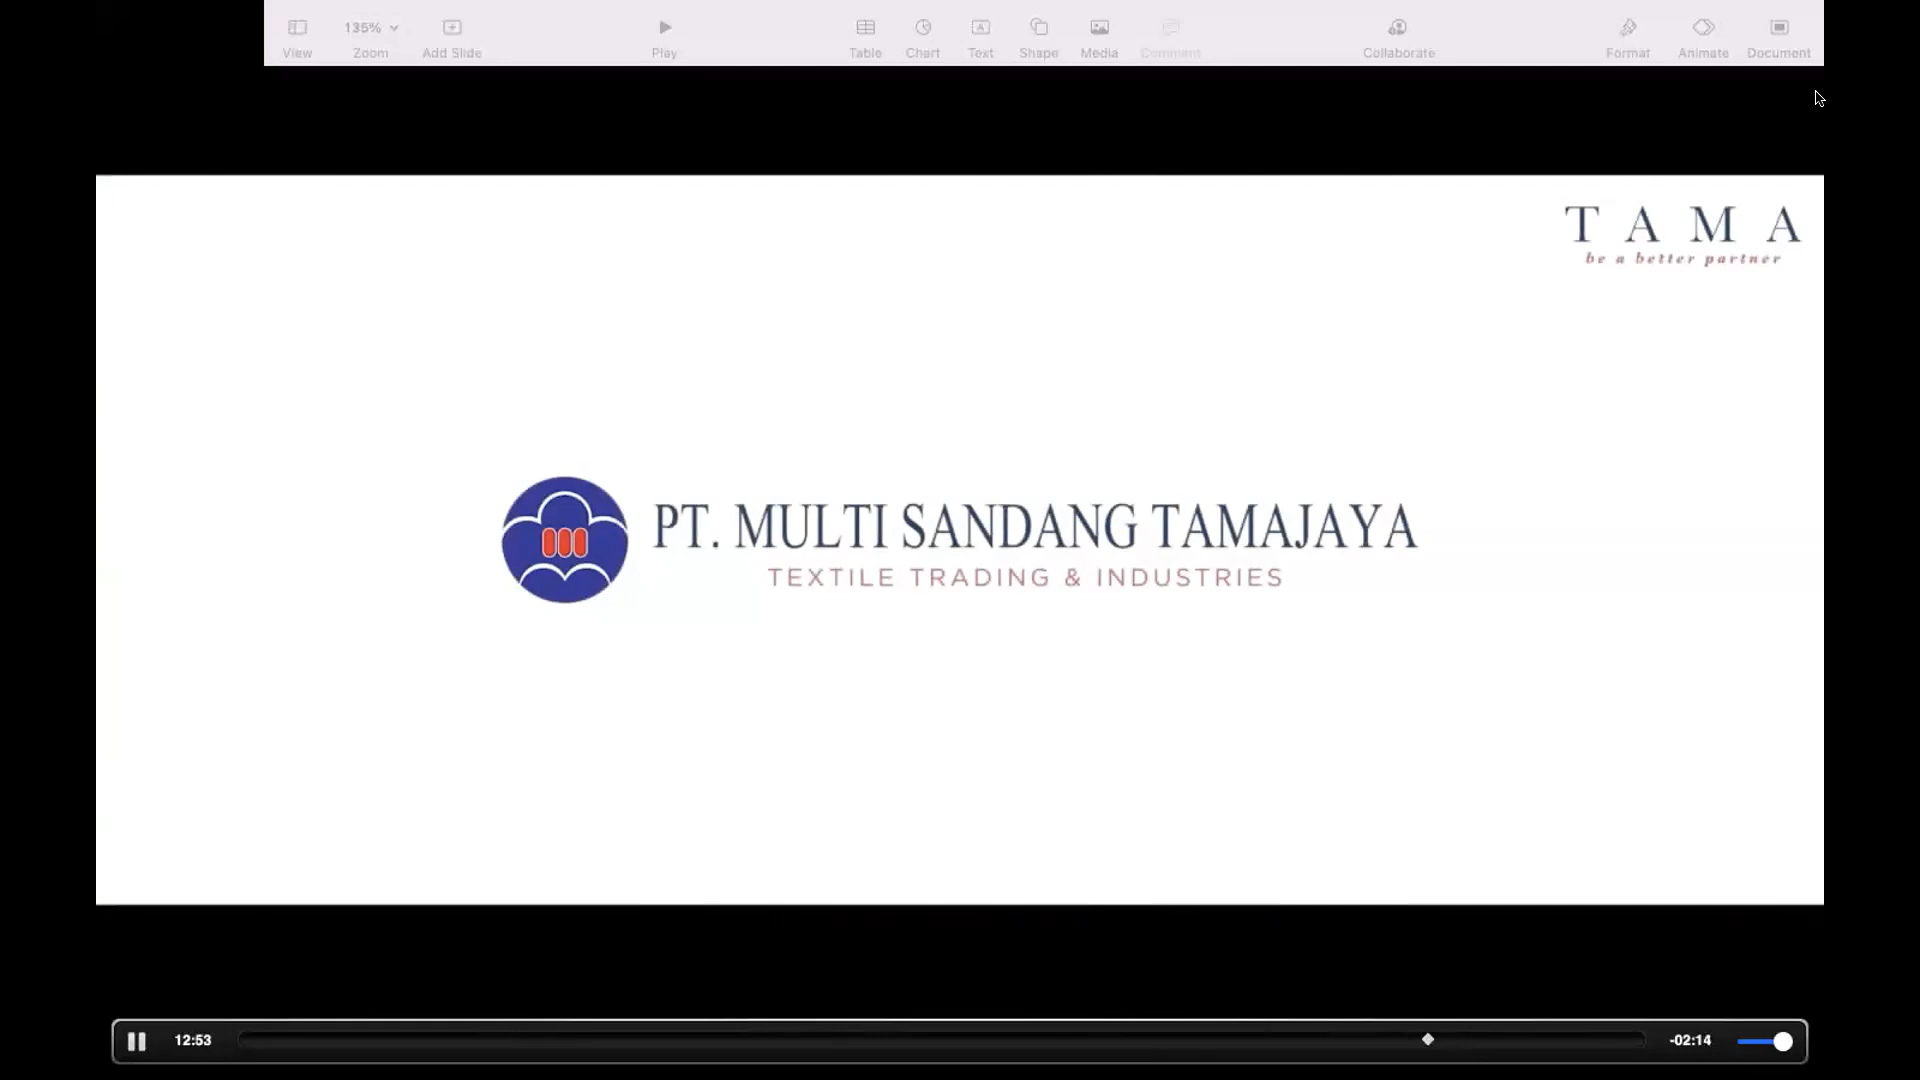 135%
View
Zoom
Add Slide
Play
Table
Chart
Text
Shape
Media
Comment
Collaborate
Format
Animate
Document
T A M A
be a better partner
PT. MULTI SANDANG TAMAJAYA
TEXTILE TRADING & INDUSTRIES
12:53
-02:14